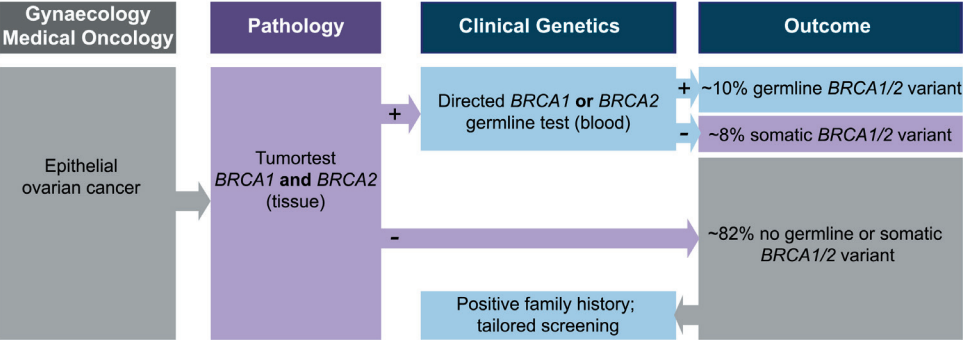 Gynaecology
Medical Oncology
Pathology
Clinical Genetics
Outcome
Epithelial
ovarian cancer
Tumortest
BRCA1 and BRCA2
(tissue)
+
-
Directed BRCA1 or BRCA2
germline test (blood)
+
-
~10% germline BRCA1/2 variant
~8% somatic BRCA1/2 variant
~82% no germline or somatic
BRCA1/2 variant
Positive family history;
tailored screening